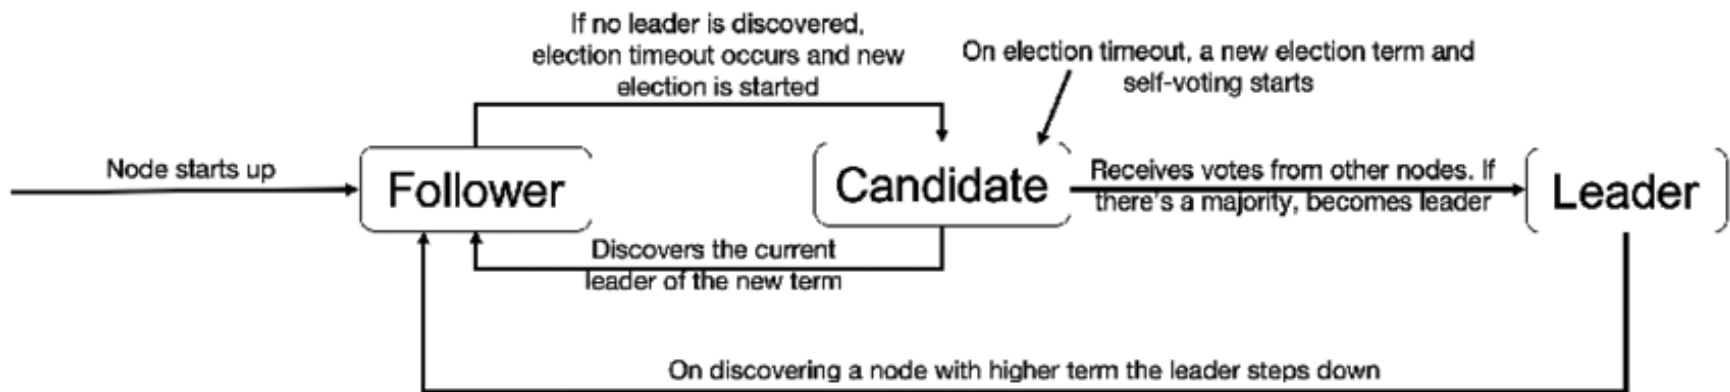 If no leader is discovered,
election timeout occurs and new
election is started
On election timeout, a new election term and
self-voting starts
Node starts up
Follower
Candidate
Receives votes from other nodes. If
there's a majority, becomes leader
Leader
Discovers the current
leader of the new term
On discovering a node with higher term the leader steps down